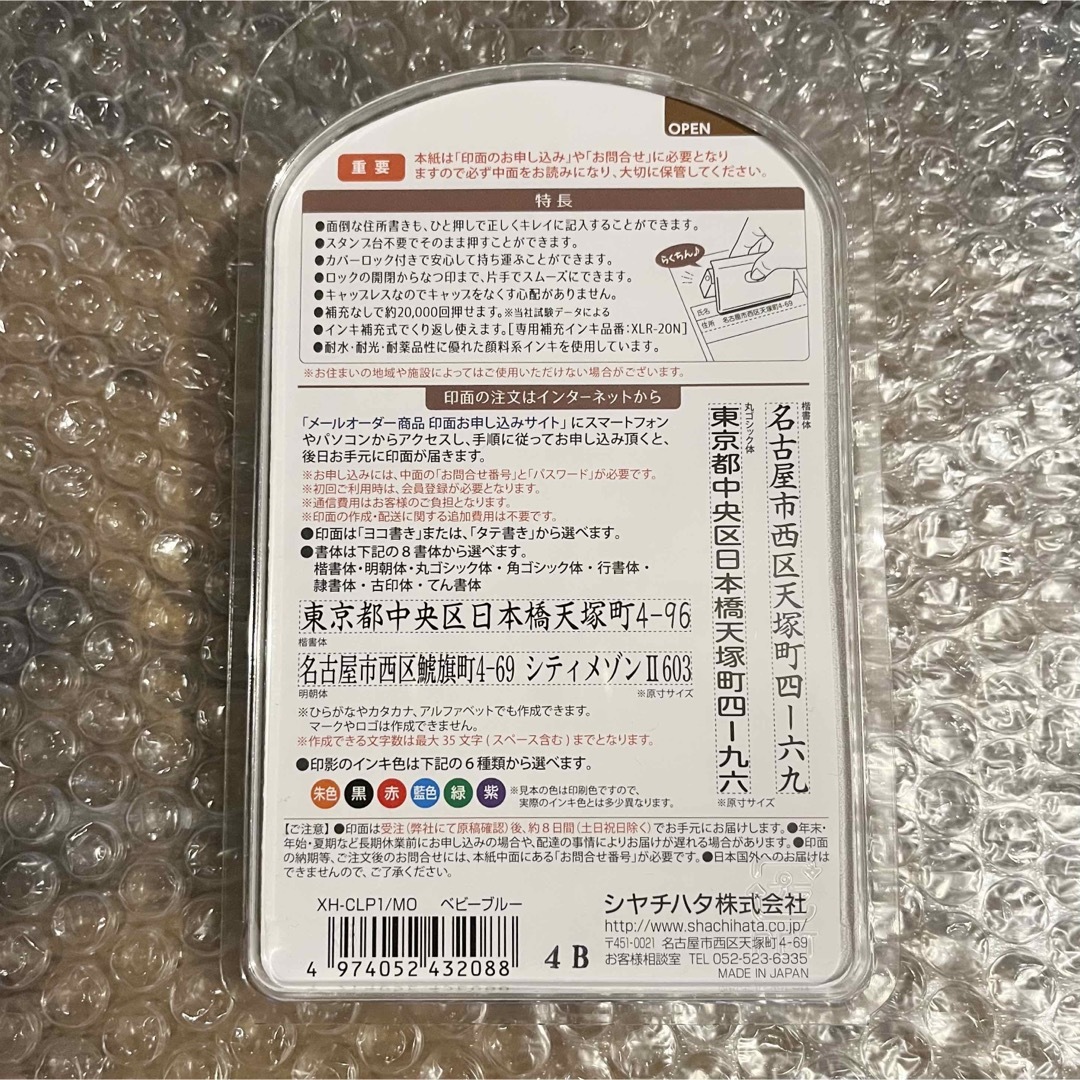 OPEN
重要
本紙は「印面のお申し込み」や「お問合せ」に必要となり
ますので必ず中面をお読みになり、大切に保管してください。
特長
●面倒な住所書きも、ひと押しで正しくキレイに記入することができます。
●スタンプ台不要でそのまま押すことができます。
●カバーロック付きで安心して持ち運ぶことができます。
●ロックの開閉からなつ印まで、片手でスムーズにできます。
●キャップレスなのでキャップをなくす心配がありません。
●補充なしで約20,000回押せます。※当社試験データによる
●インキ補充式でくり返し使えます。[専用補充インキ品番:XLR-20N]
●耐水・耐光・耐薬品性に優れた顔料系インキを使用しています。
らくちん♪
氏名
住所 名古屋市西区天塚町4-69
※お住まいの地域や施設によってはご使用いただけない場合がございます。
印面の注文はインターネットから
「メールオーダー商品 印面お申し込みサイト」にスマートフォン
やパソコンからアクセスし、手順に従ってお申し込み頂くと、
後日お手元に印面が届きます。
※お申し込みには、中面の「お問合せ番号」と「パスワード」が必要です。
※初回ご利用時は、会員登録が必要となります。
※通信費用はお客様のご負担となります。
※印面の作成・配送に関する追加費用は不要です。
●印面は「ヨコ書き」または、「タテ書き」から選べます。
●書体は下記の8書体から選べます。
楷書体・明朝体・丸ゴシック体・角ゴシック体・行書体・
隷書体・古印体・てん書体
東京都中央区日本橋天塚町4-96
楷書体
名古屋市西区鯱旗町4-69 シティメゾンⅡ603
明朝体
※原寸サイズ
楷書体
名古屋市西区天塚町四ー六九
丸ゴシック体
東京都中央区日本橋天塚町四ー九六
※原寸サイズ
※ひらがなやカタカナ、アルファベットでも作成できます。
マークやロゴは作成できません。
※作成できる文字数は最大35文字(スペース含む)までとなります。
●印影のインキ色は下記の6種類から選べます。
朱色 黒 赤 藍色 緑 紫
※見本の色は印刷色ですので、
実際のインキ色とは多少異なります。
【ご注意】●印面は受注(弊社にて原稿確認)後、約8日間(土日祝日除く)でお手元にお届けします。●年末・
年始・夏期など長期休業前にお申し込みの場合や、配達の事情によりお届けが遅れる場合があります。●印面
の納期等、ご注文後のお問合せには、本紙中面にある「お問合せ番号」が必要です。●日本国外へのお届けは
できませんので、ご了承ください。
XH-CLP1/MO ベビーブルー
4 974052 432088
4 B
シヤチハタ株式会社
http://www.shachihata.co.jp/
〒451-0021 名古屋市西区天塚町4-69
お客様相談室 TEL 052-523-6935
MADE IN JAPAN